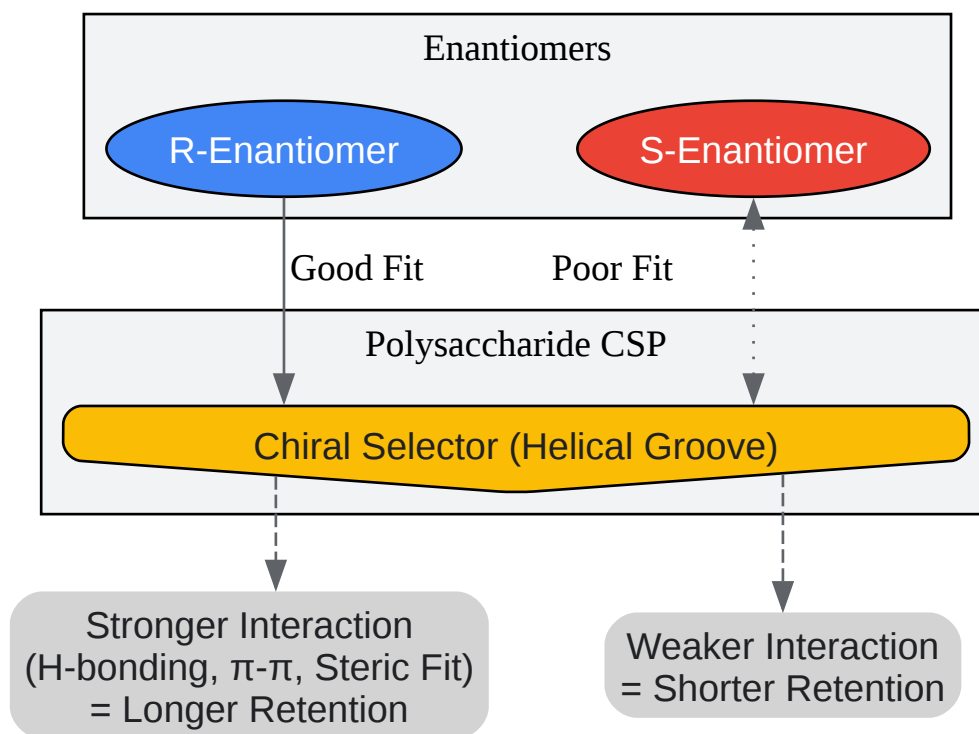 Enantiomers
R-Enantiomer
S-Enantiomer
Good Fit
Poor Fit
Polysaccharide CSP
Chiral Selector (Helical Groove)
Stronger Interaction
(H-bonding, π-π, Steric Fit)
= Longer Retention
Weaker Interaction
= Shorter Retention